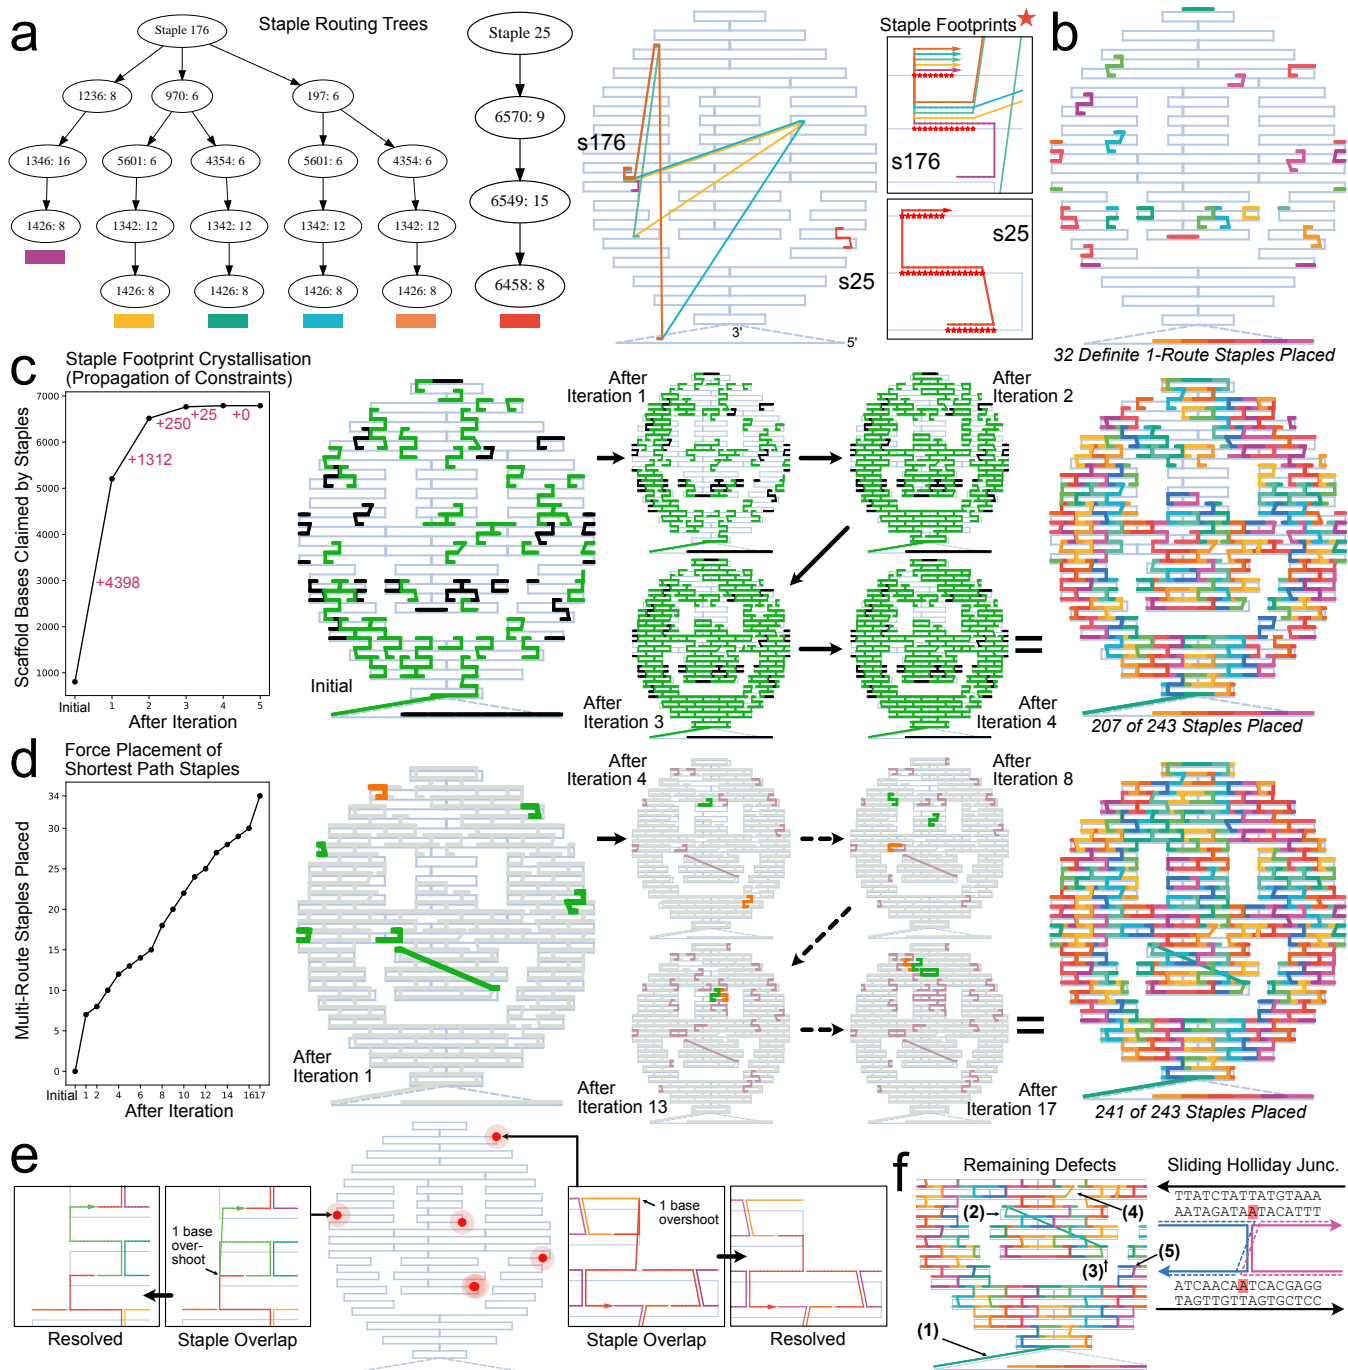 a
Staple Routing Trees
Staple 176
1236: 8
970: 6
197: 6
1346: 16
5601: 6
4354: 6
5601: 6
4354: 6
1426: 8
1342: 12
1342: 12
1342: 12
1342: 12
1426: 8
1426: 8
1426: 8
1426: 8
Staple 25
6570: 9
6549: 15
6458: 8
s176
s25
3'
5'
Staple Footprints
s176
s25
b
32 Definite 1-Route Staples Placed
c
Staple Footprint Crystallisation
(Propagation of Constraints)
Scaffold Bases Claimed by Staples
7000
6000
5000
4000
3000
2000
1000
+4398
+1312
+250
+25
+0
Initial
1
2
3
4
5
After Iteration
Initial
After
Iteration 1
After
Iteration 2
After
Iteration 3
After
Iteration 4
=
207 of 243 Staples Placed
d
Force Placement of
Shortest Path Staples
Multi-Route Staples Placed
34
30
25
20
15
10
5
0
Initial
1
2
4
6
8
10
12
14
16
17
After Iteration
After
Iteration 1
After
Iteration 4
After
Iteration 8
After
Iteration 13
After
Iteration 17
=
241 of 243 Staples Placed
e
Resolved
1 base
over-
shoot
Staple Overlap
1 base
overshoot
Staple Overlap
Resolved
f
Remaining Defects
(1)
(2)
(3)
(4)
(5)
Sliding Holliday Junc.
TTATCTATTATGTAAA
AATAGATAATACATTT
ATCAACAATCACGAGG
TAGTTGTTAGTGCTCC